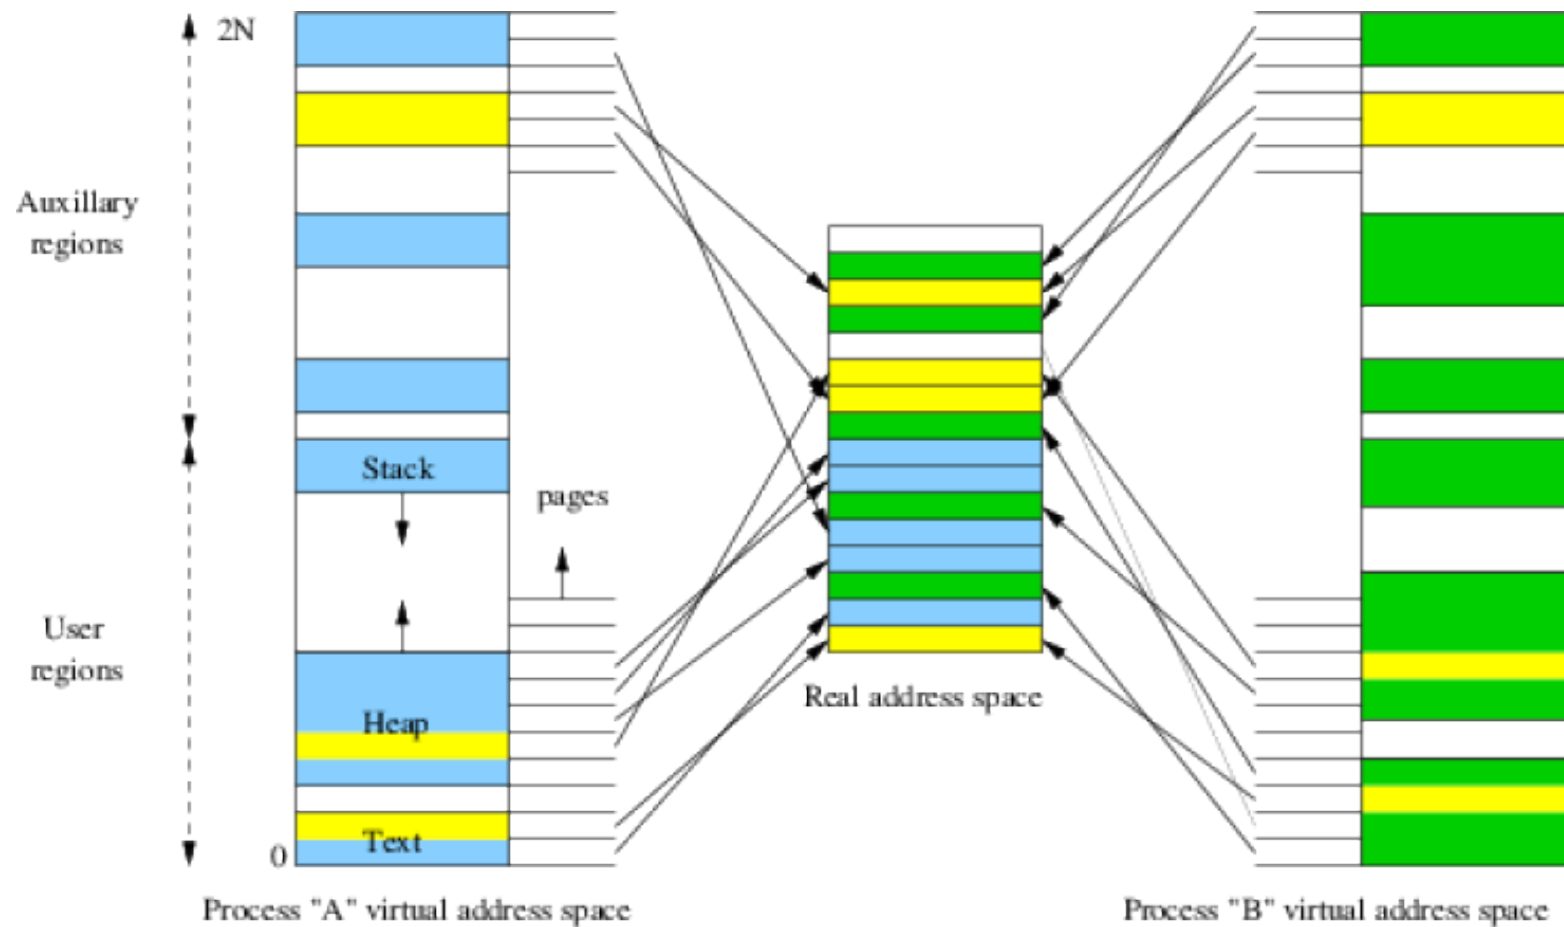 2N
Auxillary
regions
Stack
pages
User
regions
Heap
Real address space
Text
0
Process "A" virtual address space
Process "B" virtual address space